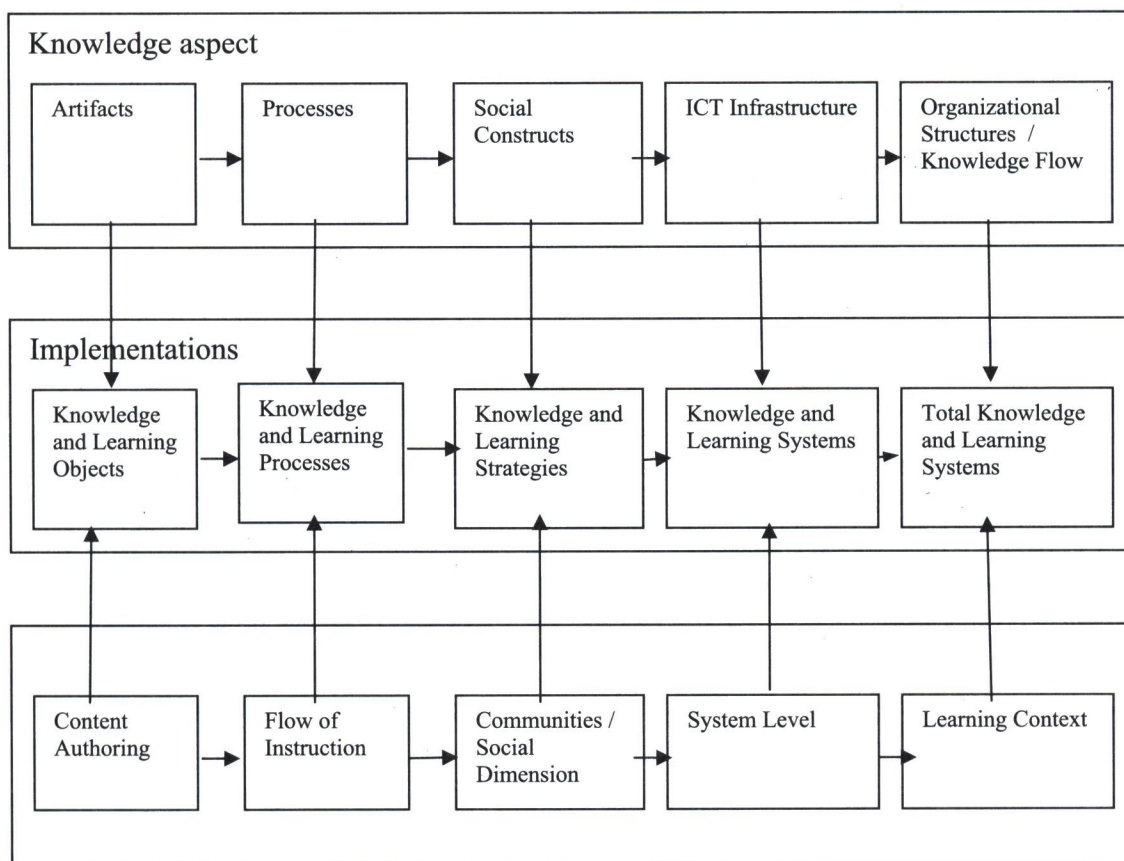 Knowledge aspect
Artifacts
Processes
Social
Constructs
ICT Infrastructure
Organizational
Structures /
Knowledge Flow
Implementations
Knowledge
and Learning
Objects
Knowledge
and Learning
Processes
Knowledge and
Learning
Strategies
Knowledge and
Learning Systems
Total Knowledge
and Learning
Systems
Content
Authoring
Flow of
Instruction
Communities /
Social
Dimension
System Level
Learning Context